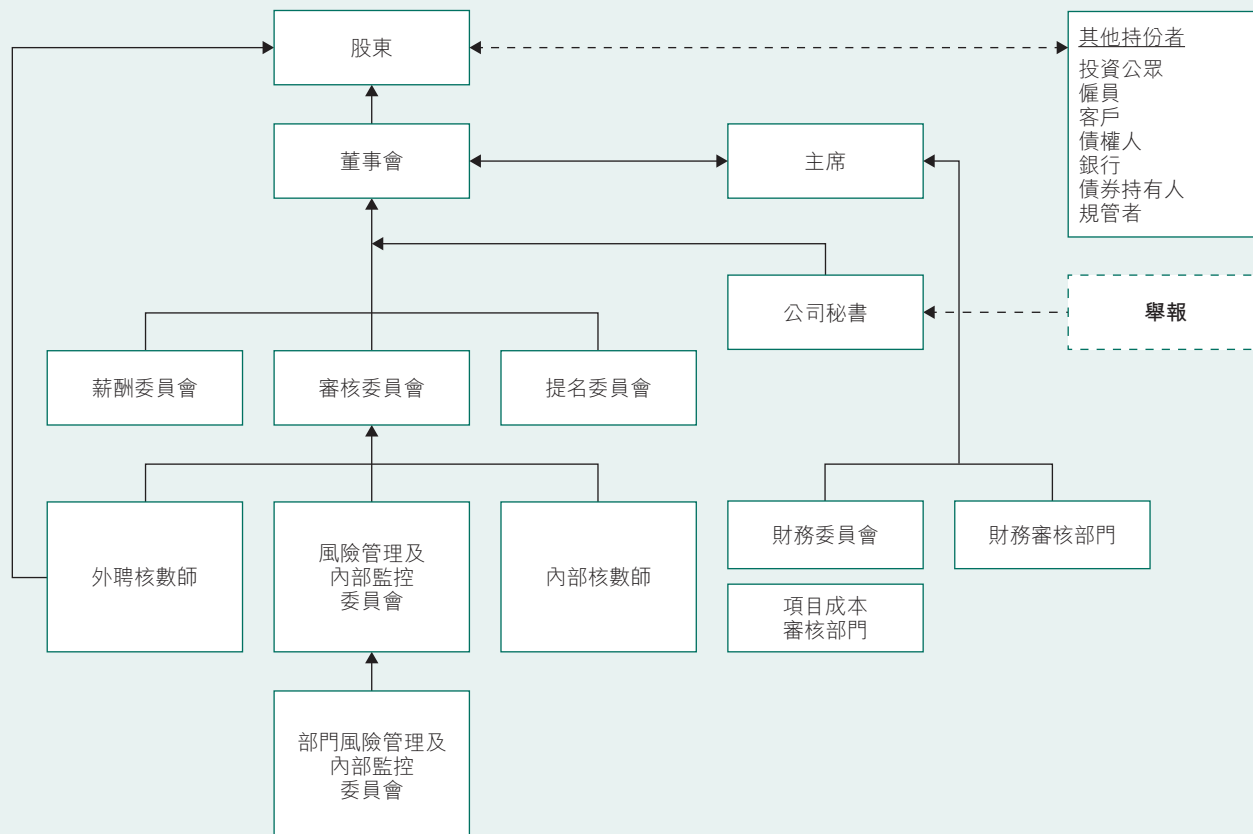 股東
其他持份者
投資公眾
僱員
客戶
債權人
銀行
債券持有人
規管者
董事會
主席
公司秘書
舉報
薪酬委員會
審核委員會
提名委員會
外聘核數師
風險管理及
內部監控
委員會
內部核數師
財務委員會
財務審核部門
項目成本
審核部門
部門風險管理及
內部監控
委員會